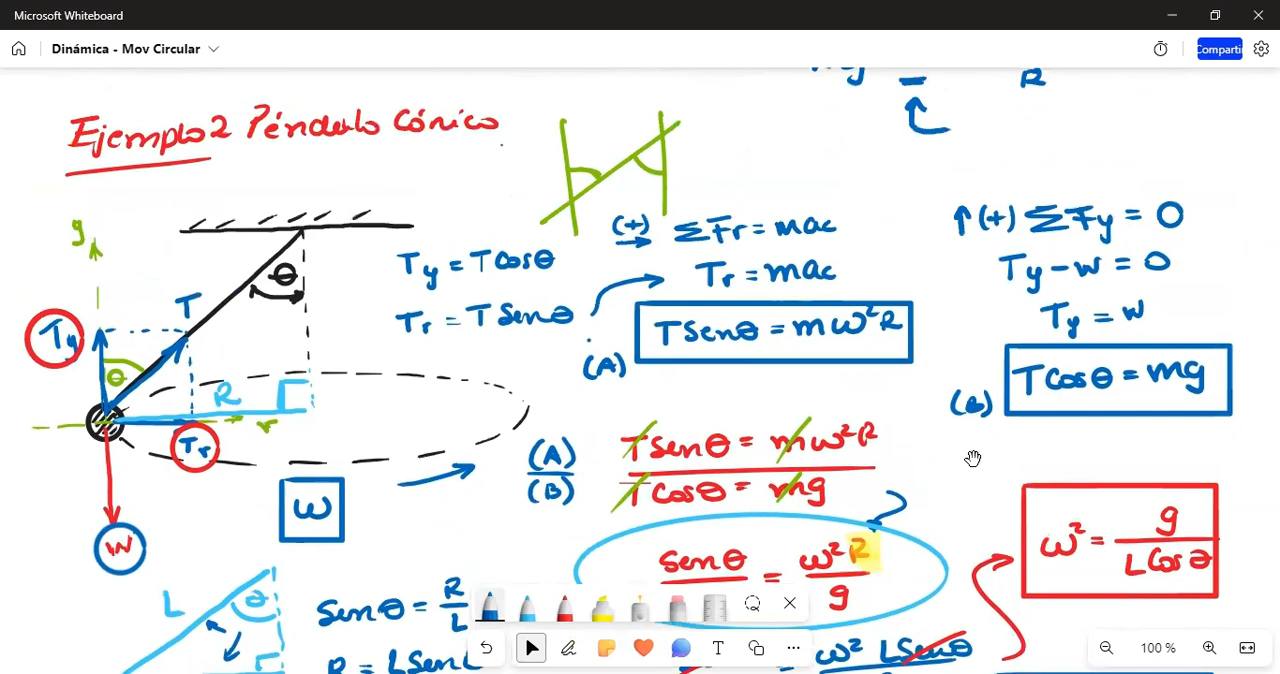 Microsoft Whiteboard
Dinámica - Mov Circular
Compartir
R
Ejemplo 2 Péndulo Cónico
y
θ
T
Ty
θ
R
r
Tr
W
ω
Ty = T Cosθ
Tr = T Senθ
(+) ΣFr = mac
Tr = mac
TSenθ = mω²R
(A)
↑(+) ΣFy = 0
Ty - W = 0
Ty = W
TCosθ = mg
(B)
(A)
(B)
TSenθ = mω²R
TCosθ = mg
Senθ = ω²R
g
ω² = g
LCosθ
L
θ
Senθ = R
L
R = LSen
ω² LSenθ
100 %